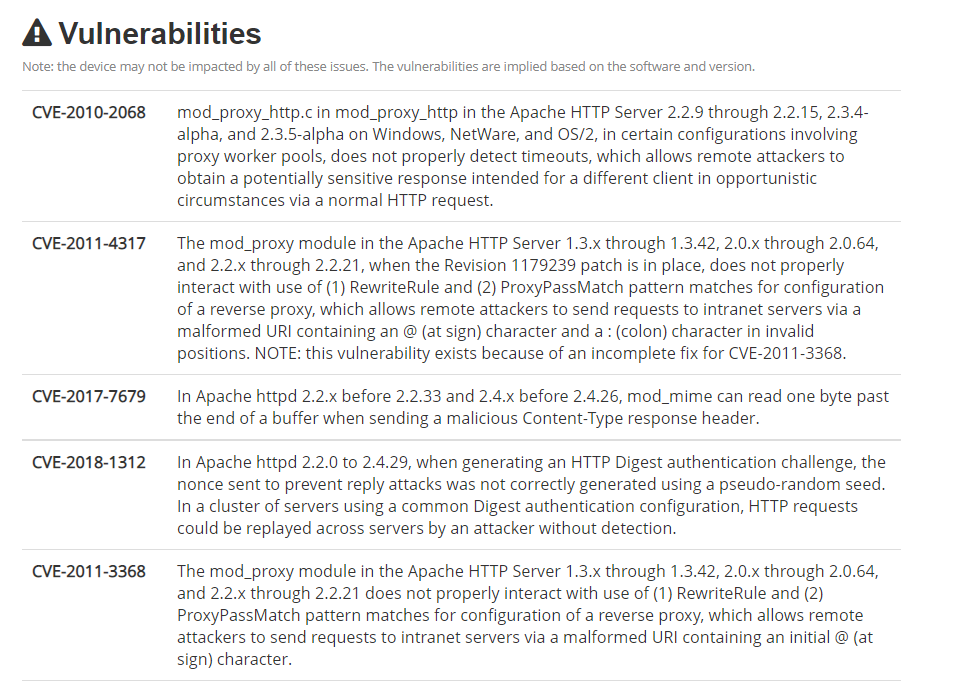 Vulnerabilities
Note: the device may not be impacted by all of these issues. The vulnerabilities are implied based on the software and version.
CVE-2010-2068 mod_proxy_http.c in mod_proxy_http in the Apache HTTP Server 2.2.9 through 2.2.15, 2.3.4-
alpha, and 2.3.5-alpha on Windows, NetWare, and OS/2, in certain configurations involving
proxy worker pools, does not properly detect timeouts, which allows remote attackers to
obtain a potentially sensitive response intended for a different client in opportunistic
circumstances via a normal HTTP request.
CVE-2011-4317 The mod_proxy module in the Apache HTTP Server 1.3.x through 1.3.42, 2.0.x through 2.0.64,
and 2.2.x through 2.2.21, when the Revision 1179239 patch is in place, does not properly
interact with use of (1) RewriteRule and (2) ProxyPassMatch pattern matches for configuration
of a reverse proxy, which allows remote attackers to send requests to intranet servers via a
malformed URI containing an @ (at sign) character and a : (colon) character in invalid
positions. NOTE: this vulnerability exists because of an incomplete fix for CVE-2011-3368.
CVE-2017-7679 In Apache httpd 2.2.x before 2.2.33 and 2.4.x before 2.4.26, mod_mime can read one byte past
the end of a buffer when sending a malicious Content-Type response header.
CVE-2018-1312 In Apache httpd 2.2.0 to 2.4.29, when generating an HTTP Digest authentication challenge, the
nonce sent to prevent reply attacks was not correctly generated using a pseudo-random seed.
In a cluster of servers using a common Digest authentication configuration, HTTP requests
could be replayed across servers by an attacker without detection.
CVE-2011-3368 The mod_proxy module in the Apache HTTP Server 1.3.x through 1.3.42, 2.0.x through 2.0.64,
and 2.2.x through 2.2.21 does not properly interact with use of (1) RewriteRule and (2)
ProxyPassMatch pattern matches for configuration of a reverse proxy, which allows remote
attackers to send requests to intranet servers via a malformed URI containing an initial @ (at
sign) character.